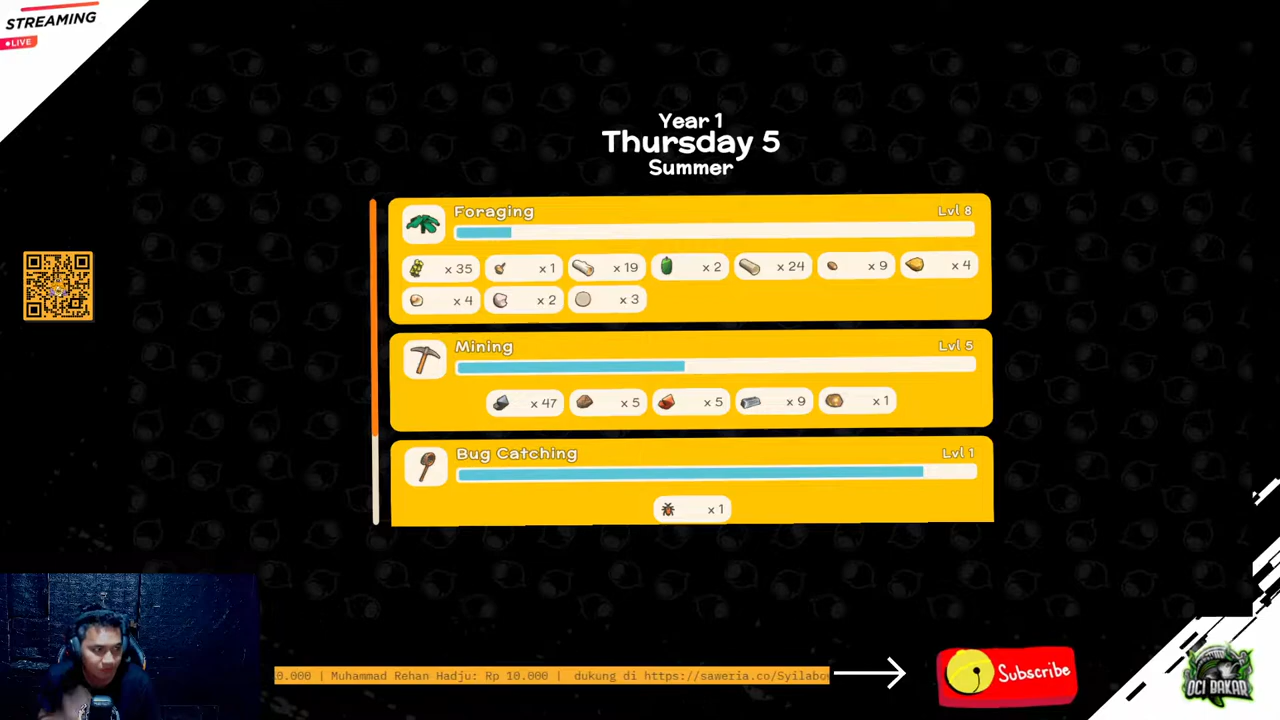 STREAMING
LIVE
Year 1
Thursday 5
Summer
Foraging
Lvl 8
x 35
x 1
x 19
x 2
x 24
x 9
x 4
x 4
x 2
x 3
Mining
Lvl 5
x 47
x 5
x 5
x 9
x 1
Bug Catching
Lvl 1
x 1
0.000 | Muhammad Rehan Hadju: Rp 10.000 | dukung di https://saweria.co/Syilabo
Subscribe
OCI BAKAR